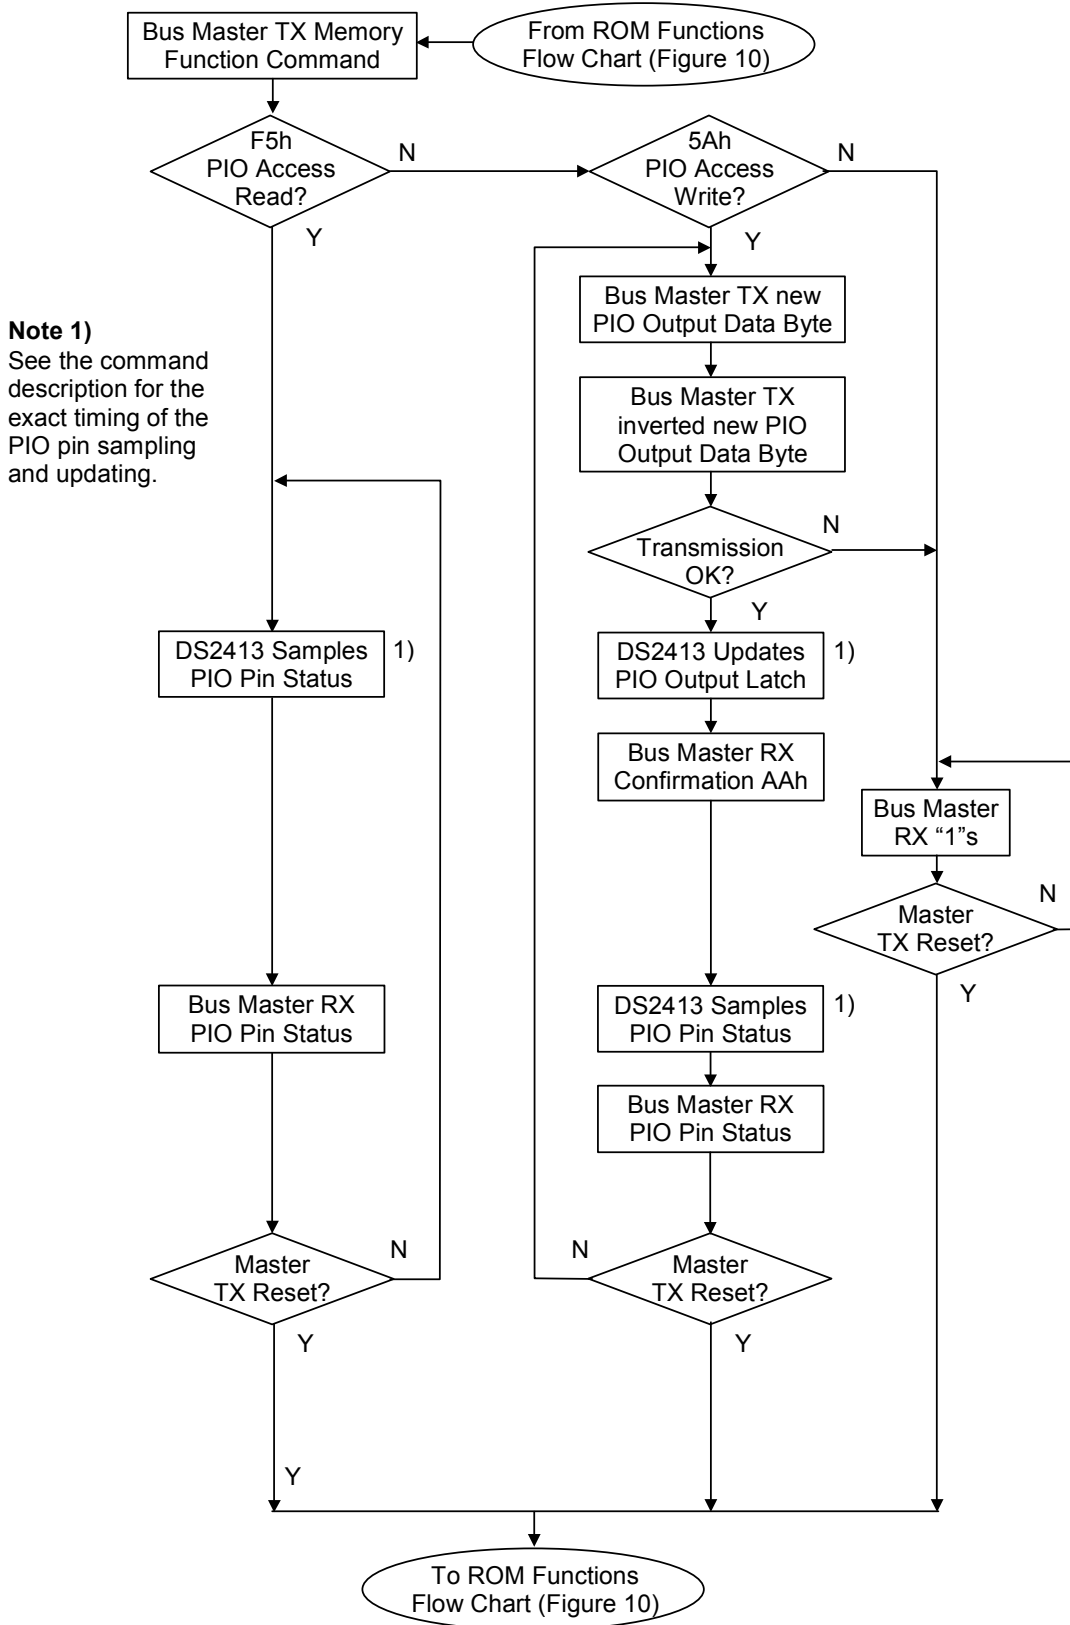 Bus Master TX Memory
Function Command
From ROM Functions
Flow Chart (Figure 10)
F5h
PIO Access
Read?
N
Y
5Ah
PIO Access
Write?
N
Y
Note 1)
See the command
description for the
exact timing of the
PIO pin sampling
and updating.
Bus Master TX new
PIO Output Data Byte
Bus Master TX
inverted new PIO
Output Data Byte
Transmission
OK?
N
Y
DS2413 Samples
PIO Pin Status
1)
DS2413 Updates
PIO Output Latch
1)
Bus Master RX
Confirmation AAh
Bus Master
RX “1”s
Master
TX Reset?
N
Y
Bus Master RX
PIO Pin Status
DS2413 Samples
PIO Pin Status
1)
Bus Master RX
PIO Pin Status
Master
TX Reset?
N
Y
Master
TX Reset?
N
Y
Y
To ROM Functions
Flow Chart (Figure 10)